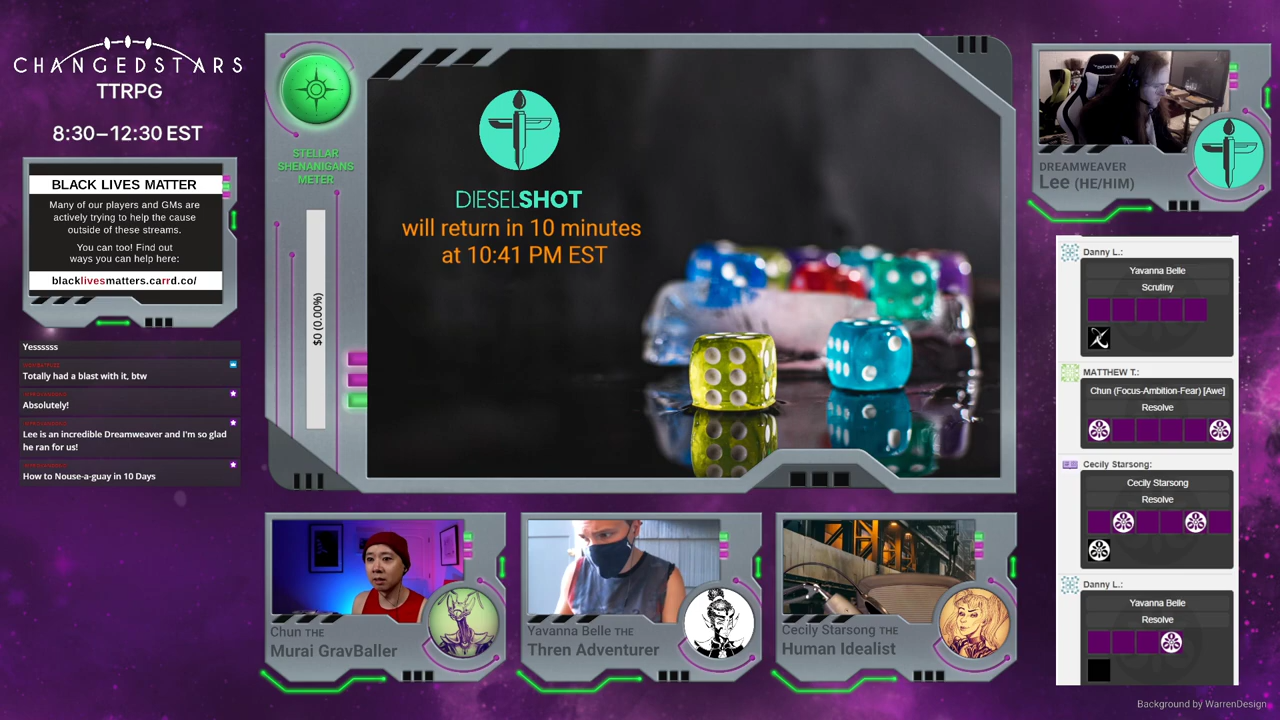 CHANGEDSTARS
TTRPG
8:30–12:30 EST
BLACK LIVES MATTER
Many of our players and GMs are
actively trying to help the cause
outside of these streams.
You can too! Find out
ways you can help here:
blacklivesmatters.carrd.co/
Yessssss
Totally had a blast with it, btw
Absolutely!
Lee is an incredible Dreamweaver and I'm so glad
he ran for us!
How to Nouse-a-guay in 10 Days
STELLAR
SHENANIGANS
METER
$0 (0.00%)
DIESELSHOT
will return in 10 minutes
at 10:41 PM EST
Chun THE
Murai GravBaller
Yavanna Belle THE
Thren Adventurer
Cecily Starsong THE
Human Idealist
DREAMWEAVER
Lee (HE/HIM)
Danny L.:
Yavanna Belle
Scrutiny
MATTHEW T.:
Chun (Focus-Ambition-Fear) [Awe]
Resolve
Cecily Starsong:
Cecily Starsong
Resolve
Danny L.:
Yavanna Belle
Resolve
Background by WarrenDesign